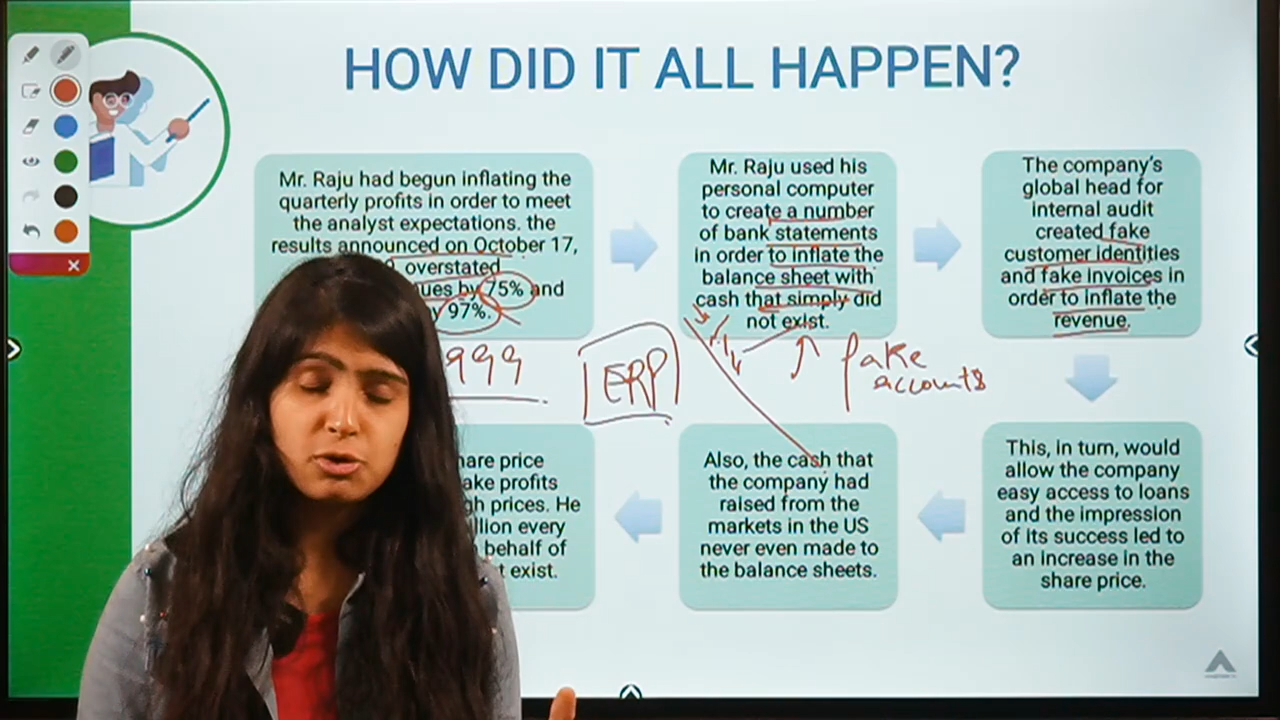 HOW DID IT ALL HAPPEN?
Mr. Raju had begun inflating the
quarterly profits in order to meet
the analyst expectations. the
results announced on October 17,
overstated
ues by 75% and
by 97%.
Mr. Raju used his
personal computer
to create a number
of bank statements
in order to inflate the
balance sheet with
cash that simply did
not exist.
The company's
global head for
internal audit
created fake
customer identities
and fake invoices in
order to inflate the
revenue.
999
ERP
fake
accounts
This, in turn, would
allow the company
easy access to loans
and the impression
of its success led to
an increase in the
share price.
Also, the cash that
the company had
raised from the
markets in the US
never even made to
the balance sheets.
hare price
ake profits
gh prices. He
llion every
behalf of
t exist.